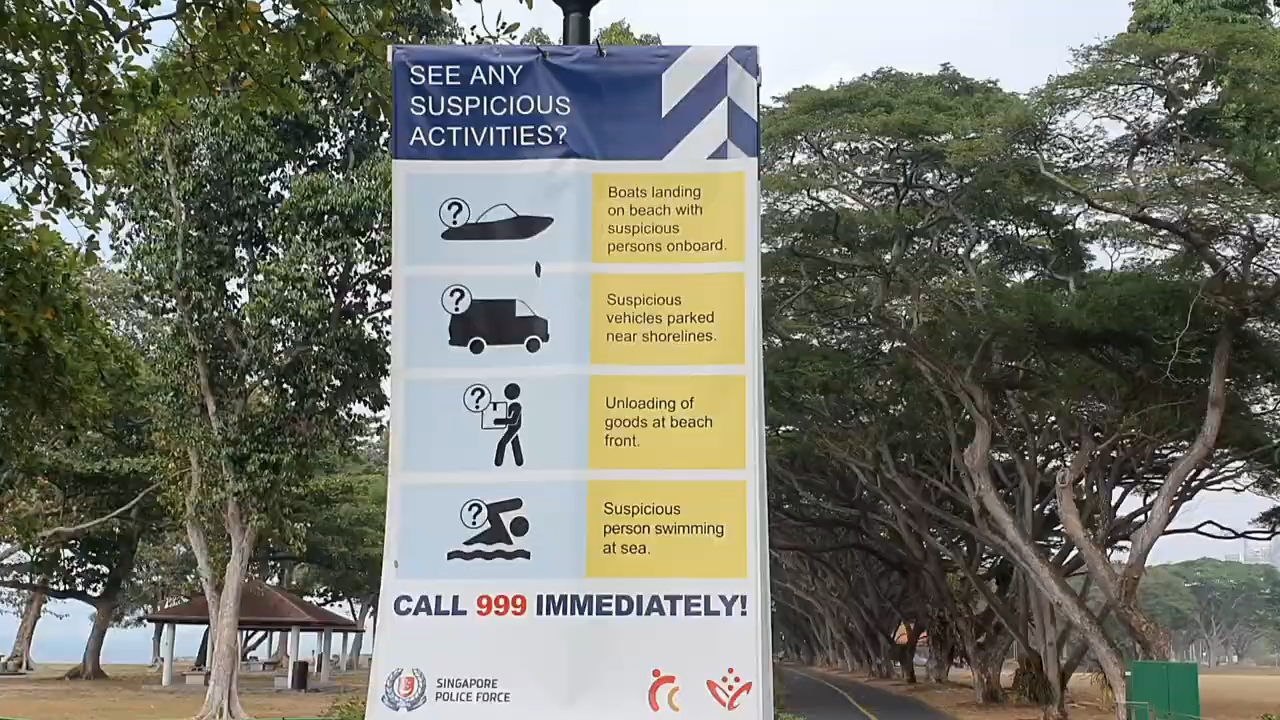 SEE ANY
SUSPICIOUS
ACTIVITIES?
?
Boats landing
on beach with
suspicious
persons onboard.
?
Suspicious
vehicles parked
near shorelines.
?
Unloading of
goods at beach
front.
?
Suspicious
person swimming
at sea.
CALL 999 IMMEDIATELY!
SINGAPORE
POLICE FORCE